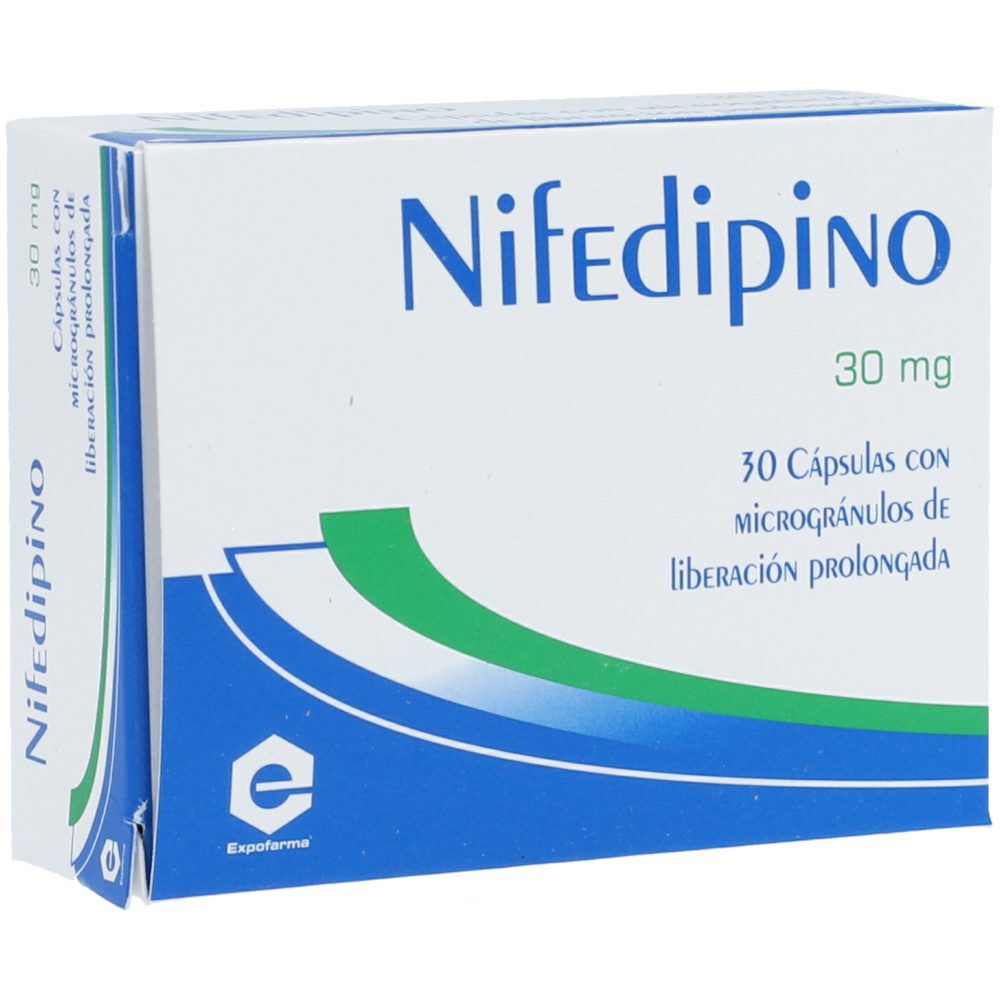 Nifedipino
Nifedipino
30 mg
30 Cápsulas con
microgránulos de
liberación prolongada
Expofarma
Nifedipino
30 mg
Cápsulas con
microgránulos de
liberación prolongada